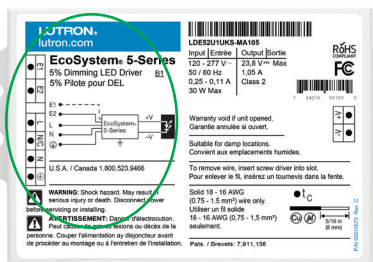 LUTRON®
lutron.com
EcoSystem® 5-Series
5% Dimming LED Driver B1
5% Pilote pour DEL
E1
E2
L
N/C
N
E1
E2
L
N
EcoSystem®
5-Series
+V
–V
U.S.A. / Canada 1.800.523.9466
WARNING: Shock hazard. May result in
serious injury or death. Disconnect power
before servicing or installing.
AVERTISSEMENT: Danger d'électrocution.
Peut causer de graves lésions ou décès de la
personne. Couper l'alimentation au disjoncteur avant
de procéder au montage ou à l'entretien de l'installation.
LDE52U1UKS-MA105
Input Entrée Output Sortie
120 - 277 V~ 23,8 V⎓ Max
50 / 60 Hz 1,05 A
0,25 - 0,11 A Class 2
30 W Max
RoHS
COMPLIANT
FC
Warranty void if unit opened.
Garantie annulée si ouvert.
+V
-V
Suitable for damp locations.
Convient aux emplacements humides.
To remove wire, insert screw driver into slot.
Pour enlever le fil, insérez un tournevis dans la fente.
Solid 18 - 16 AWG
(0.75 - 1.5 mm²) wire only.
Utiliser un fil solide
18 - 16 AWG (0,75 - 1,5 mm²)
seulement.
tc
Cu Al 5/16 in
(8 mm)
Pats. / Brevets: 7,911,156